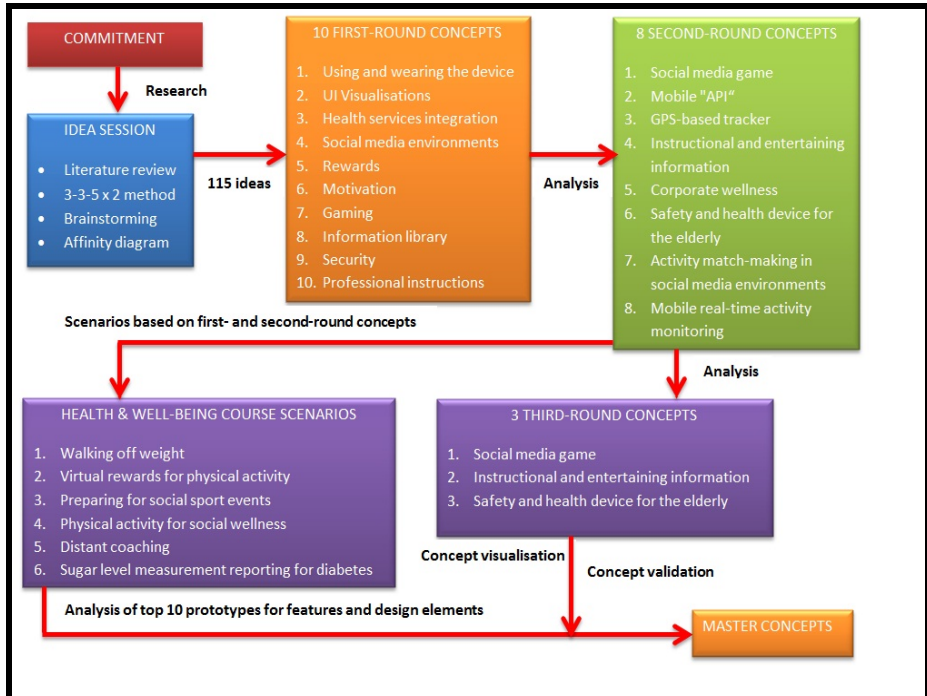 COMMITMENT
Research
IDEA SESSION
• Literature review
• 3-3-5 x 2 method
• Brainstorming
• Affinity diagram
115 ideas
10 FIRST-ROUND CONCEPTS
1. Using and wearing the device
2. UI Visualisations
3. Health services integration
4. Social media environments
5. Rewards
6. Motivation
7. Gaming
8. Information library
9. Security
10. Professional instructions
Analysis
8 SECOND-ROUND CONCEPTS
1. Social media game
2. Mobile "API“
3. GPS-based tracker
4. Instructional and entertaining
information
5. Corporate wellness
6. Safety and health device for
the elderly
7. Activity match-making in
social media environments
8. Mobile real-time activity
monitoring
Scenarios based on first- and second-round concepts
Analysis
HEALTH & WELL-BEING COURSE SCENARIOS
1. Walking off weight
2. Virtual rewards for physical activity
3. Preparing for social sport events
4. Physical activity for social wellness
5. Distant coaching
6. Sugar level measurement reporting for diabetes
3 THIRD-ROUND CONCEPTS
1. Social media game
2. Instructional and entertaining information
3. Safety and health device for the elderly
Concept visualisation
Concept validation
Analysis of top 10 prototypes for features and design elements
MASTER CONCEPTS